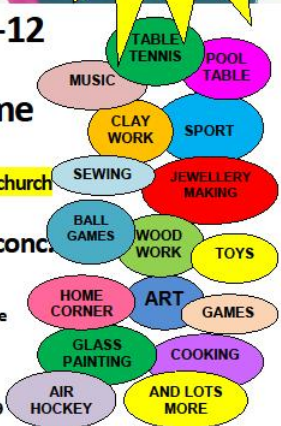 -12
TABLE
TENNIS
POOL
TABLE
MUSIC
me
CLAY
WORK
SPORT
church
SEWING
JEWELLERY
MAKING
BALL
GAMES
conc.
WOOD
WORK
TOYS
HOME
CORNER
ART
GAMES
e
GLASS
PAINTING
COOKING
AIR
HOCKEY
AND LOTS
MORE